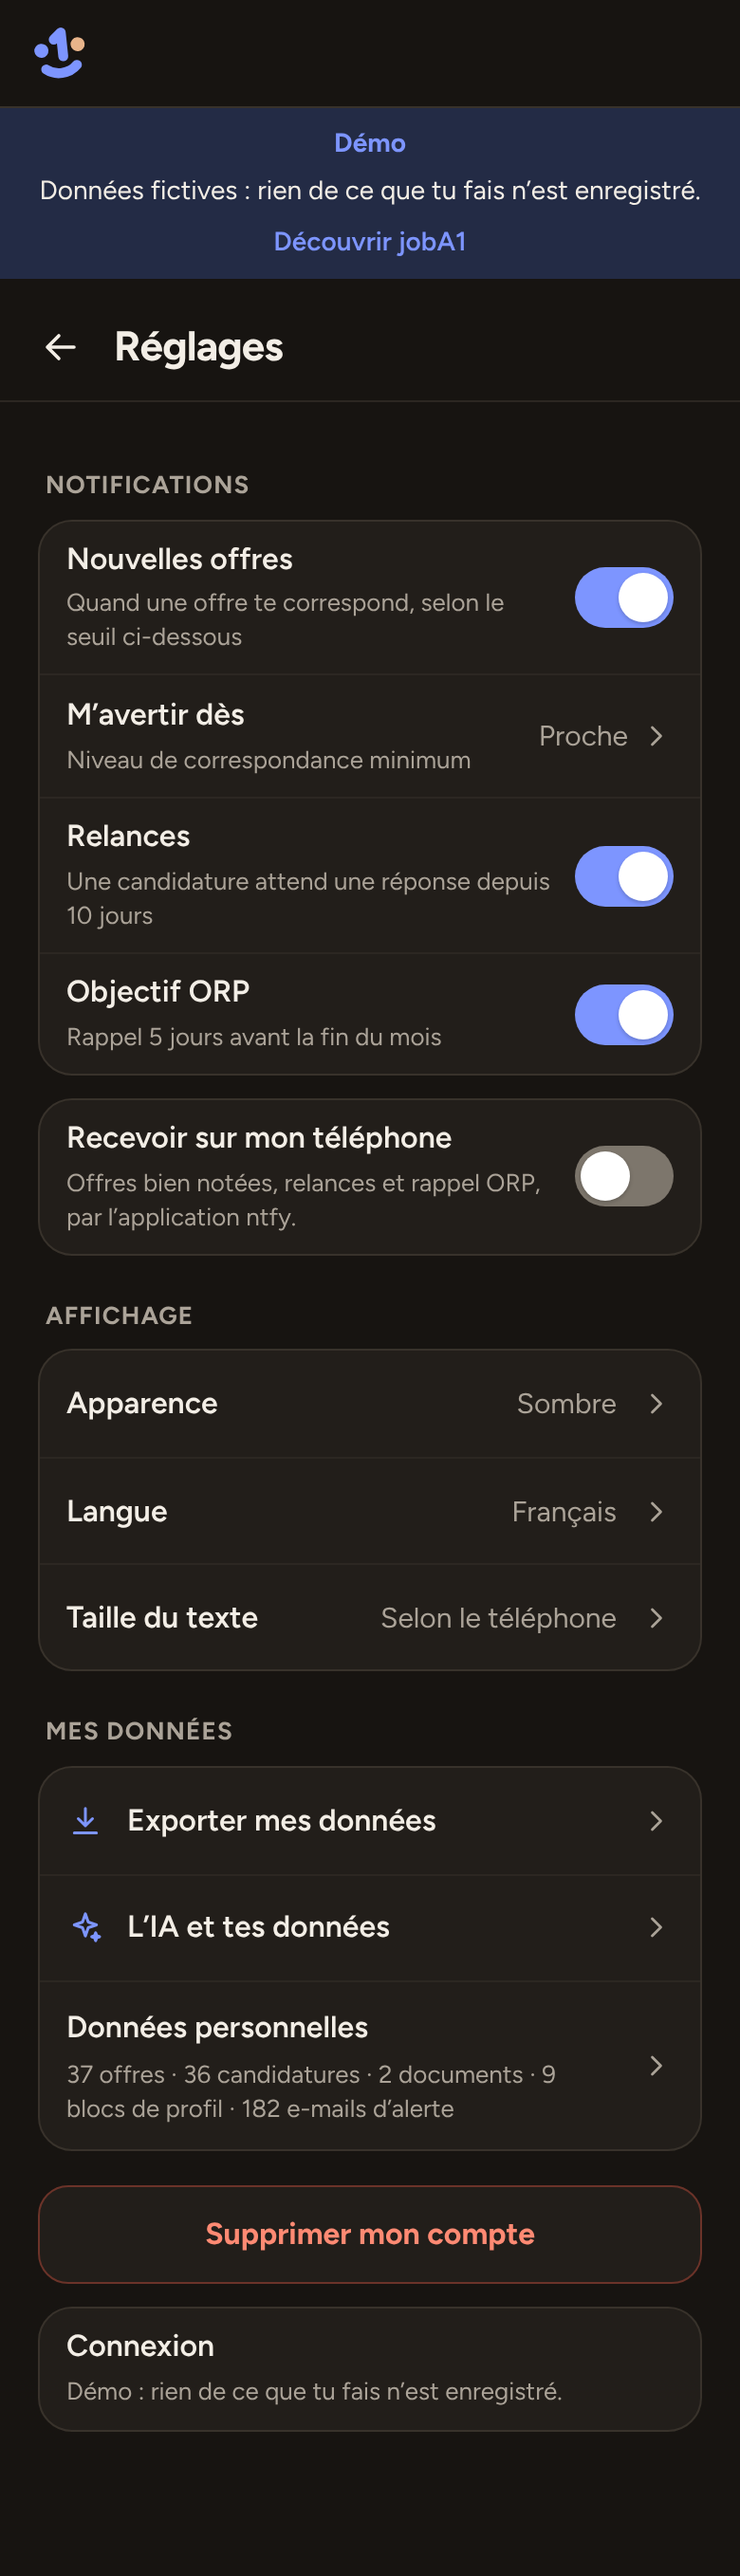 Démo
Données fictives : rien de ce que tu fais n’est enregistré.
Découvrir jobA1
Réglages
NOTIFICATIONS
Nouvelles offres
Quand une offre te correspond, selon le
seuil ci-dessous
M’avertir dès
Niveau de correspondance minimum
Proche
Relances
Une candidature attend une réponse depuis
10 jours
Objectif ORP
Rappel 5 jours avant la fin du mois
Recevoir sur mon téléphone
Offres bien notées, relances et rappel ORP,
par l’application ntfy.
AFFICHAGE
Apparence
Sombre
Langue
Français
Taille du texte
Selon le téléphone
MES DONNÉES
Exporter mes données
L’IA et tes données
Données personnelles
37 offres · 36 candidatures · 2 documents · 9
blocs de profil · 182 e-mails d’alerte
Supprimer mon compte
Connexion
Démo : rien de ce que tu fais n’est enregistré.